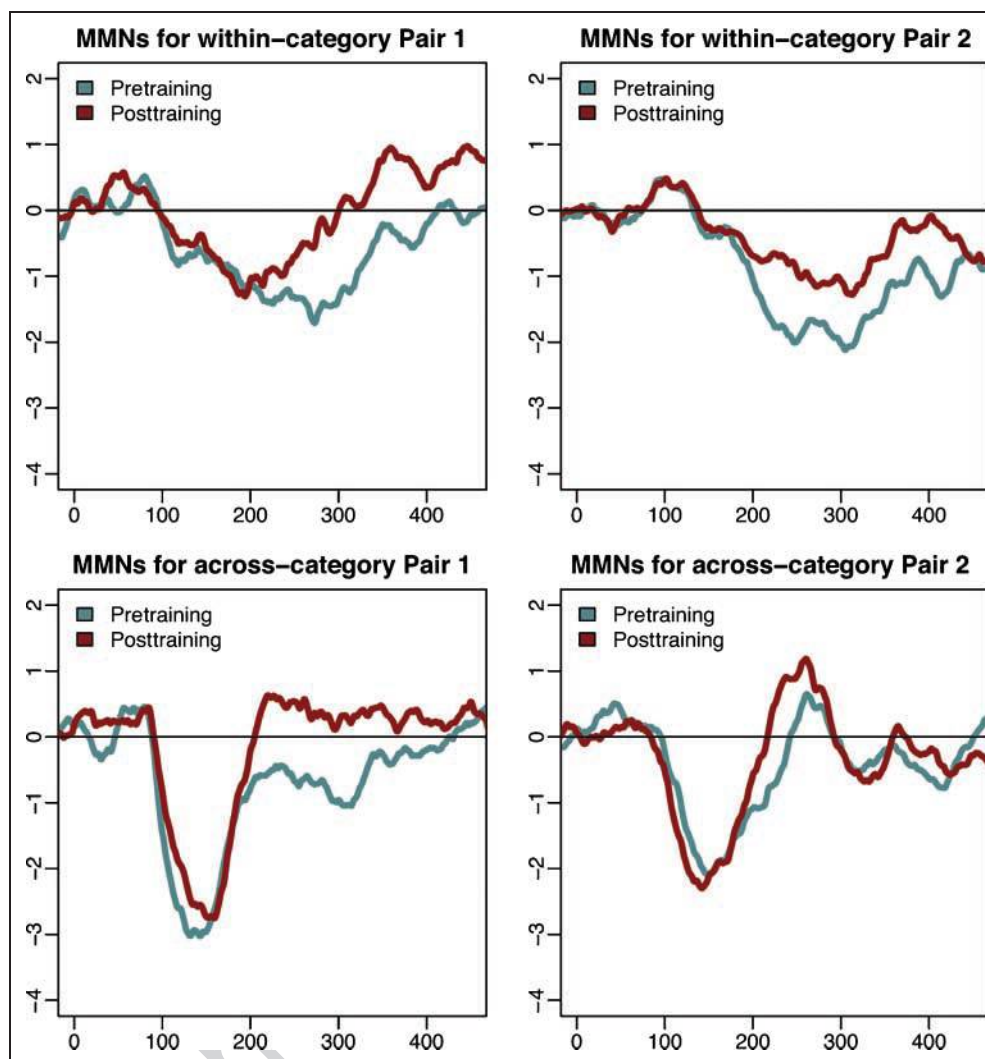 MMNs for within-category Pair 1
2
1
0
-1
-2
-3
-4
Pretraining
Posttraining
0 100 200 300 400
MMNs for within-category Pair 2
2
1
0
-1
-2
-3
-4
Pretraining
Posttraining
0 100 200 300 400
MMNs for across-category Pair 1
2
1
0
-1
-2
-3
-4
Pretraining
Posttraining
0 100 200 300 400
MMNs for across-category Pair 2
2
1
0
-1
-2
-3
-4
Pretraining
Posttraining
0 100 200 300 400